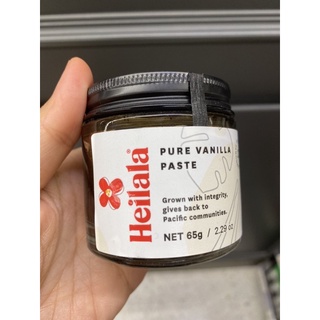 Heilala
PURE VANILLA
PASTE
Grown with integrity,
gives back to
Pacific communities.
NET 65g / 2.29 oz